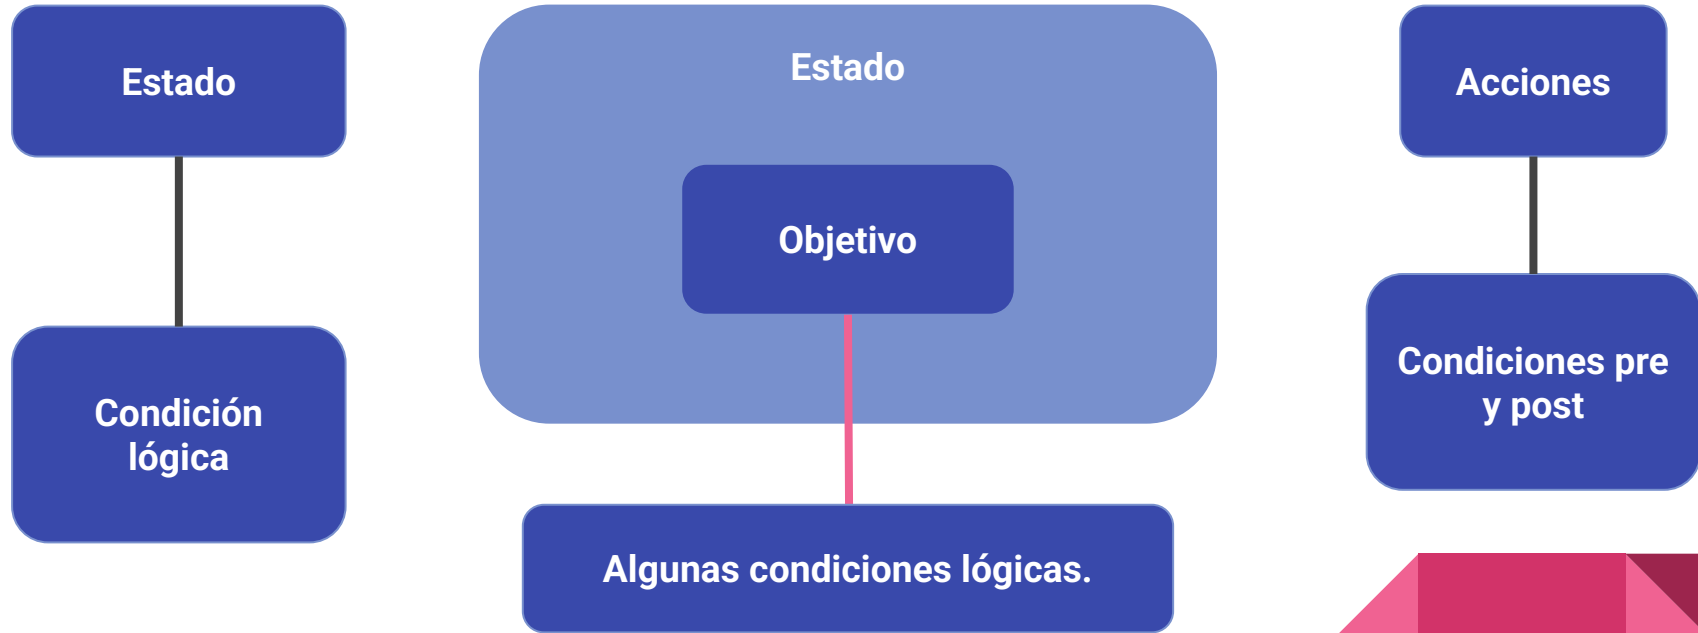 Estado
Condición
lógica
Estado
Objetivo
Algunas condiciones lógicas.
Acciones
Condiciones pre
y post